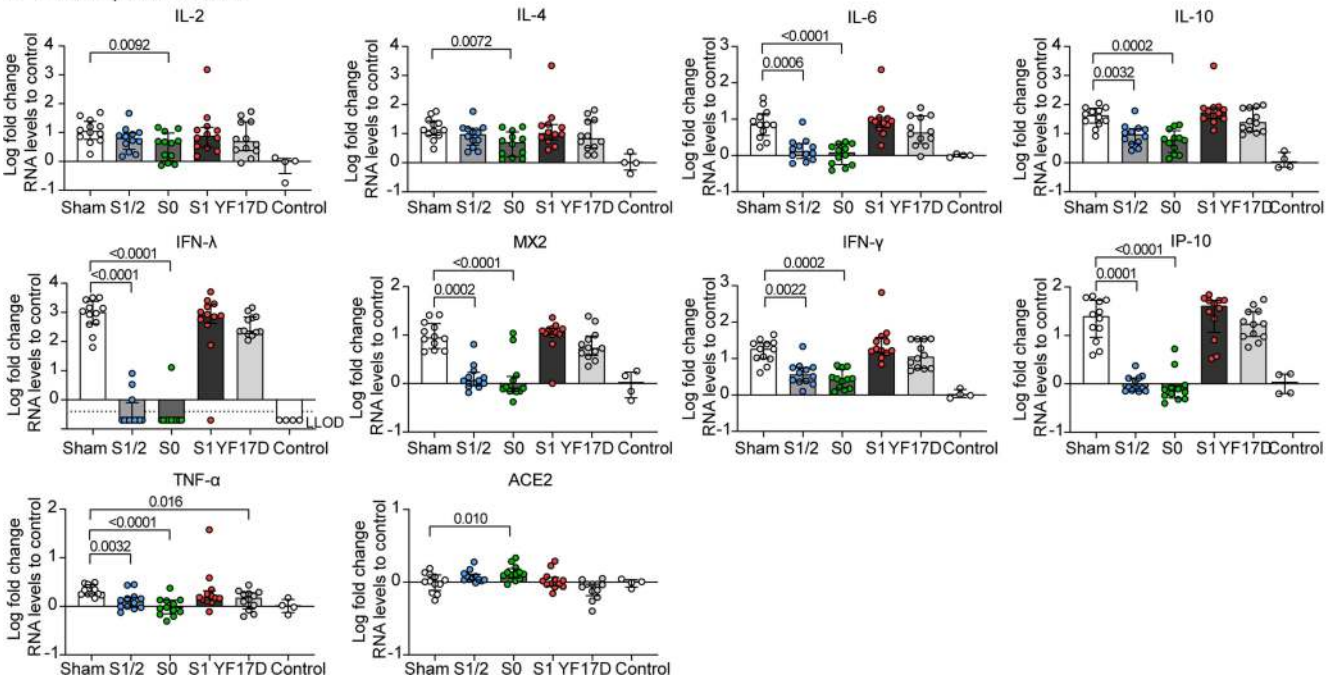 IL-2
IL-4
IL-6
IL-10
Log fold change
RNA levels to control
4
3
2
1
0
-1
0.0092
Sham S1/2 S0 S1 YF17D Control
Log fold change
RNA levels to control
4
3
2
1
0
-1
0.0072
Sham S1/2 S0 S1 YF17D Control
Log fold change
RNA levels to control
3
2
1
0
-1
<0.0001
0.0006
Sham S1/2 S0 S1 YF17D Control
Log fold change
RNA levels to control
4
3
2
1
0
-1
0.0002
0.0032
Sham S1/2 S0 S1 YF17D Control
IFN-λ
MX2
IFN-γ
IP-10
Log fold change
RNA levels to control
4
3
2
1
0
<0.0001
<0.0001
LLOD
Sham S1/2 S0 S1 YF17D Control
Log fold change
RNA levels to control
2
1
0
-1
<0.0001
0.0002
Sham S1/2 S0 S1 YF17D Control
Log fold change
RNA levels to control
3
2
1
0
-1
0.0002
0.0022
Sham S1/2 S0 S1 YF17D Control
Log fold change
RNA levels to control
2
1
0
-1
<0.0001
0.0001
Sham S1/2 S0 S1 YF17D Control
TNF-α
ACE2
Log fold change
RNA levels to control
2
1
0
-1
0.016
<0.0001
0.0032
Sham S1/2 S0 S1 YF17D Control
Log fold change
RNA levels to control
1
0
-1
0.010
Sham S1/2 S0 S1 YF17D Control